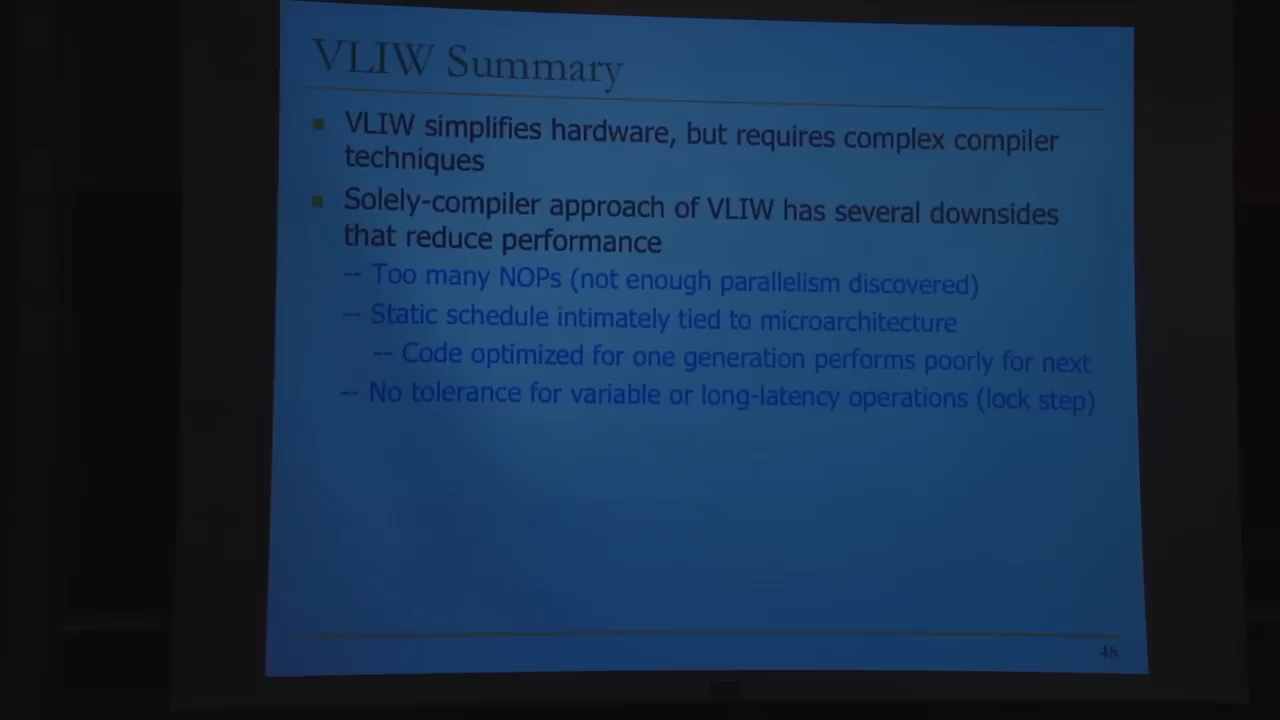 VLIW Summary
VLIW simplifies hardware, but requires complex compiler
techniques
Solely-compiler approach of VLIW has several downsides
that reduce performance
-- Too many NOPs (not enough parallelism discovered)
-- Static schedule intimately tied to microarchitecture
-- Code optimized for one generation performs poorly for next
-- No tolerance for variable or long-latency operations (lock step)
48